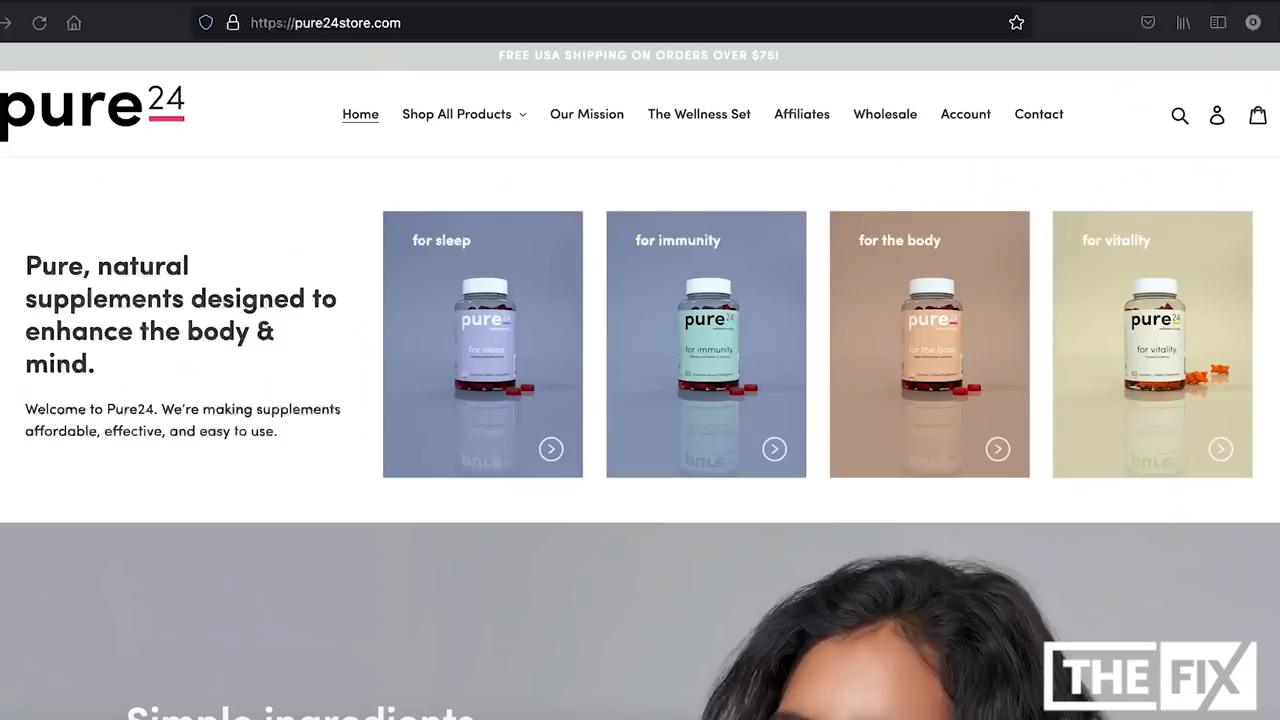 https://pure24store.com
FREE USA SHIPPING ON ORDERS OVER $75!
pure24
Home
Shop All Products
Our Mission
The Wellness Set
Affiliates
Wholesale
Account
Contact
Pure, natural
supplements designed to
enhance the body &
mind.
Welcome to Pure24. We're making supplements
affordable, effective, and easy to use.
for sleep
pure24
for sleep
for immunity
pure24
for immunity.
for the body
pure24
for the body
for vitality
pure24
for vitality.
Simple ingredients
THE FIX